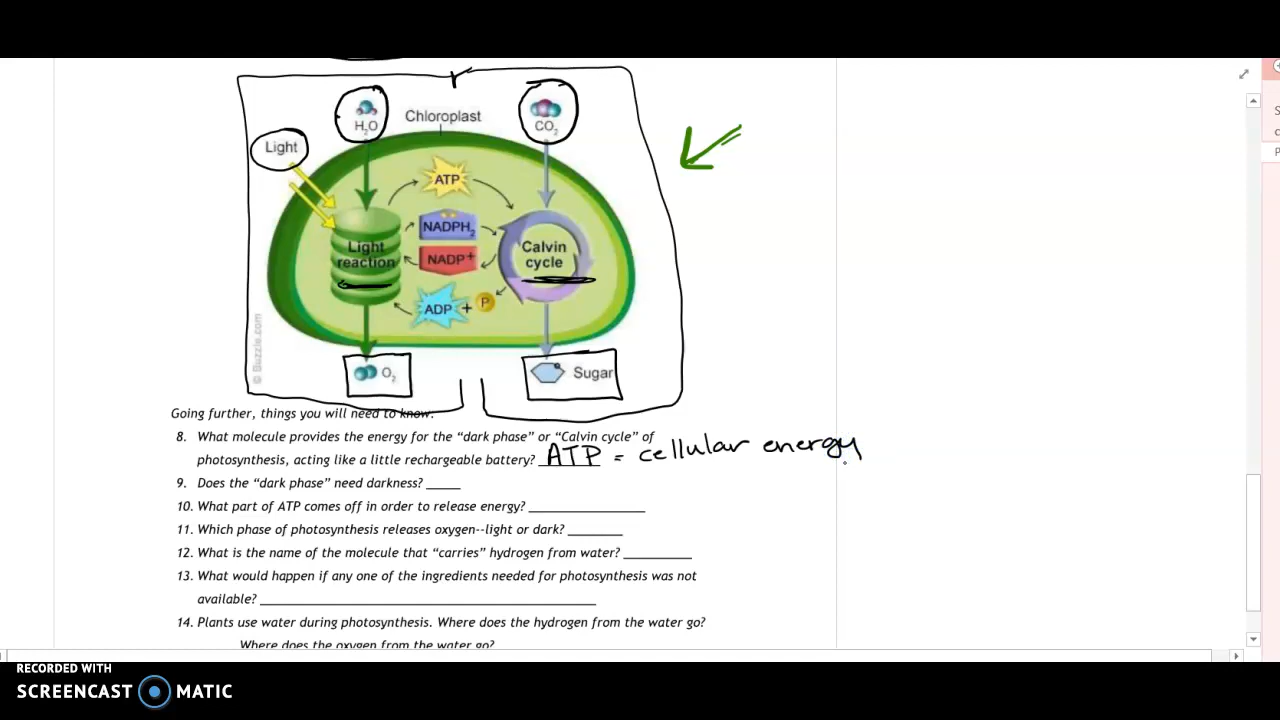 H₂O
Chloroplast
CO₂
Light
ATP
NADPH₂
Light
reaction
Calvin
cycle
NADP+
ADP + P
© Buzzle.com
O₂
Sugar
Going further, things you will need to know.
8. What molecule provides the energy for the “dark phase” or “Calvin cycle” of
photosynthesis, acting like a little rechargeable battery? ATP = cellular energy
9. Does the “dark phase” need darkness? _____
10. What part of ATP comes off in order to release energy? _________________
11. Which phase of photosynthesis releases oxygen--light or dark? ________
12. What is the name of the molecule that “carries” hydrogen from water? __________
13. What would happen if any one of the ingredients needed for photosynthesis was not
available? _________________________________________________
14. Plants use water during photosynthesis. Where does the hydrogen from the water go?
Where does the oxygen from the water go?
S
c
P
RECORDED WITH
SCREENCAST MATIC